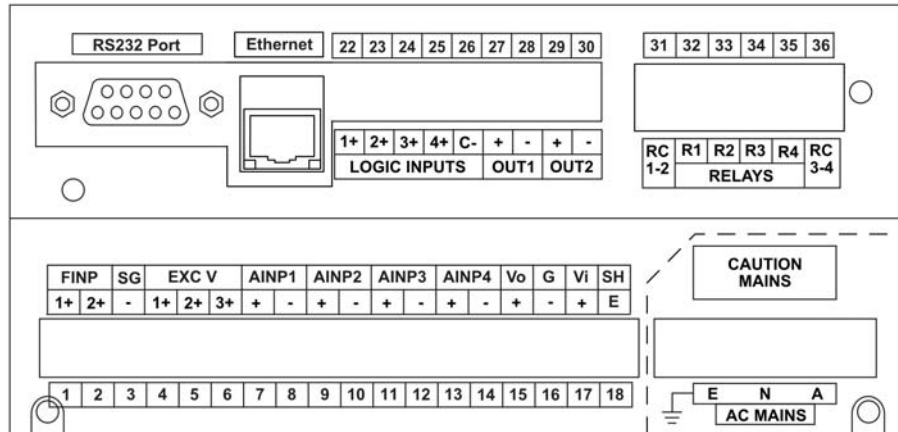 RS232 Port Ethernet 22 23 24 25 26 27 28 29 30 31 32 33 34 35 36
1+ 2+ 3+ 4+ C- + - + - RC 1-2 R1 R2 R3 R4 RC 3-4
LOGIC INPUTS OUT1 OUT2 RELAYS
CAUTION
MAINS
FINP SG EXC V AINP1 AINP2 AINP3 AINP4 Vo G Vi SH
1+ 2+ - 1+ 2+ 3+ + - + - + - + - + - + E
1 2 3 4 5 6 7 8 9 10 11 12 13 14 15 16 17 18
E N A
AC MAINS